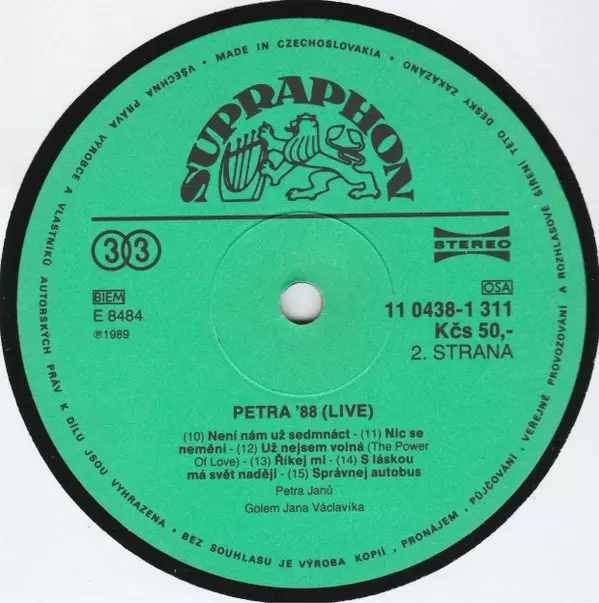 VŠECHNA PRÁVA VÝROBCE A VLASTNÍKŮ AUTORSKÝCH PRÁV K DÍLU JSOU VYHRAZENA • BEZ SOUHLASU JE VÝROBA KOPIÍ, PRONÁJEM, PŮJČOVÁNÍ, VEŘEJNÉ PROVOZOVÁNÍ A ROZHLASOVÉ ŠÍŘENÍ TÉTO DESKY ZAKÁZÁNO • MADE IN CZECHOSLOVAKIA •
SUPRAPHON
33
STEREO
BIEM
OSA
E 8484
11 0438-1 311
℗1989
Kčs 50,-
2. STRANA
PETRA '88 (LIVE)
(10) Není nám už sedmnáct - (11) Nic se
nemění - (12) Už nejsem volná (The Power
Of Love) - (13) Říkej mi - (14) S láskou
má svět naději - (15) Správnej autobus
Petra Janů
Golem Jana Václavíka